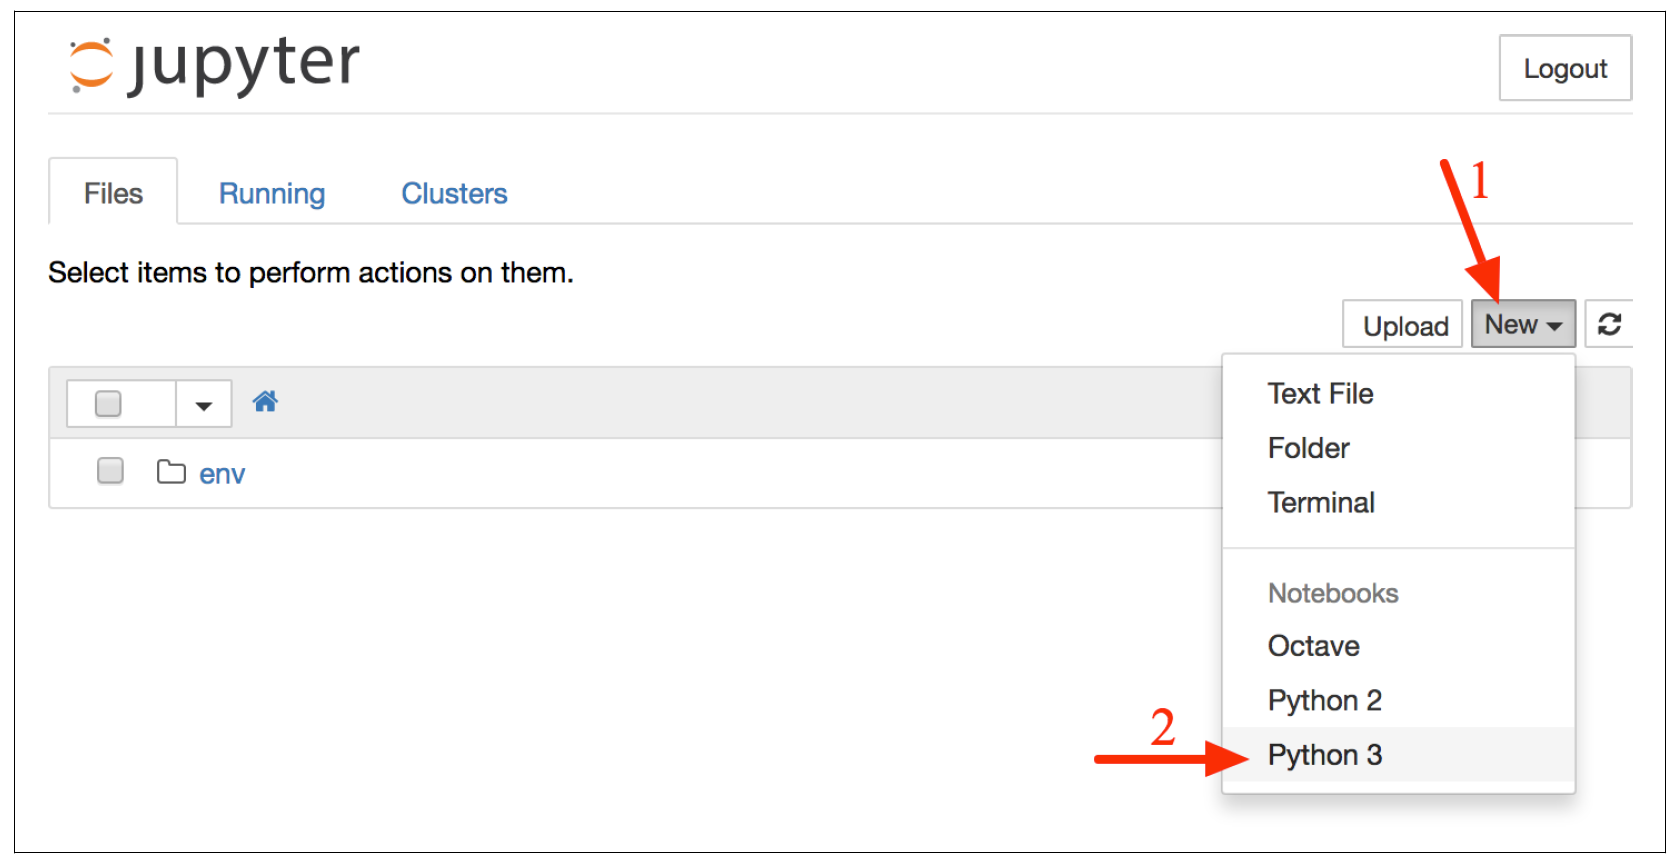 jupyter
Logout
Files Running Clusters
1
Select items to perform actions on them.
Upload New
env
Text File
Folder
Terminal
Notebooks
Octave
Python 2
2
Python 3